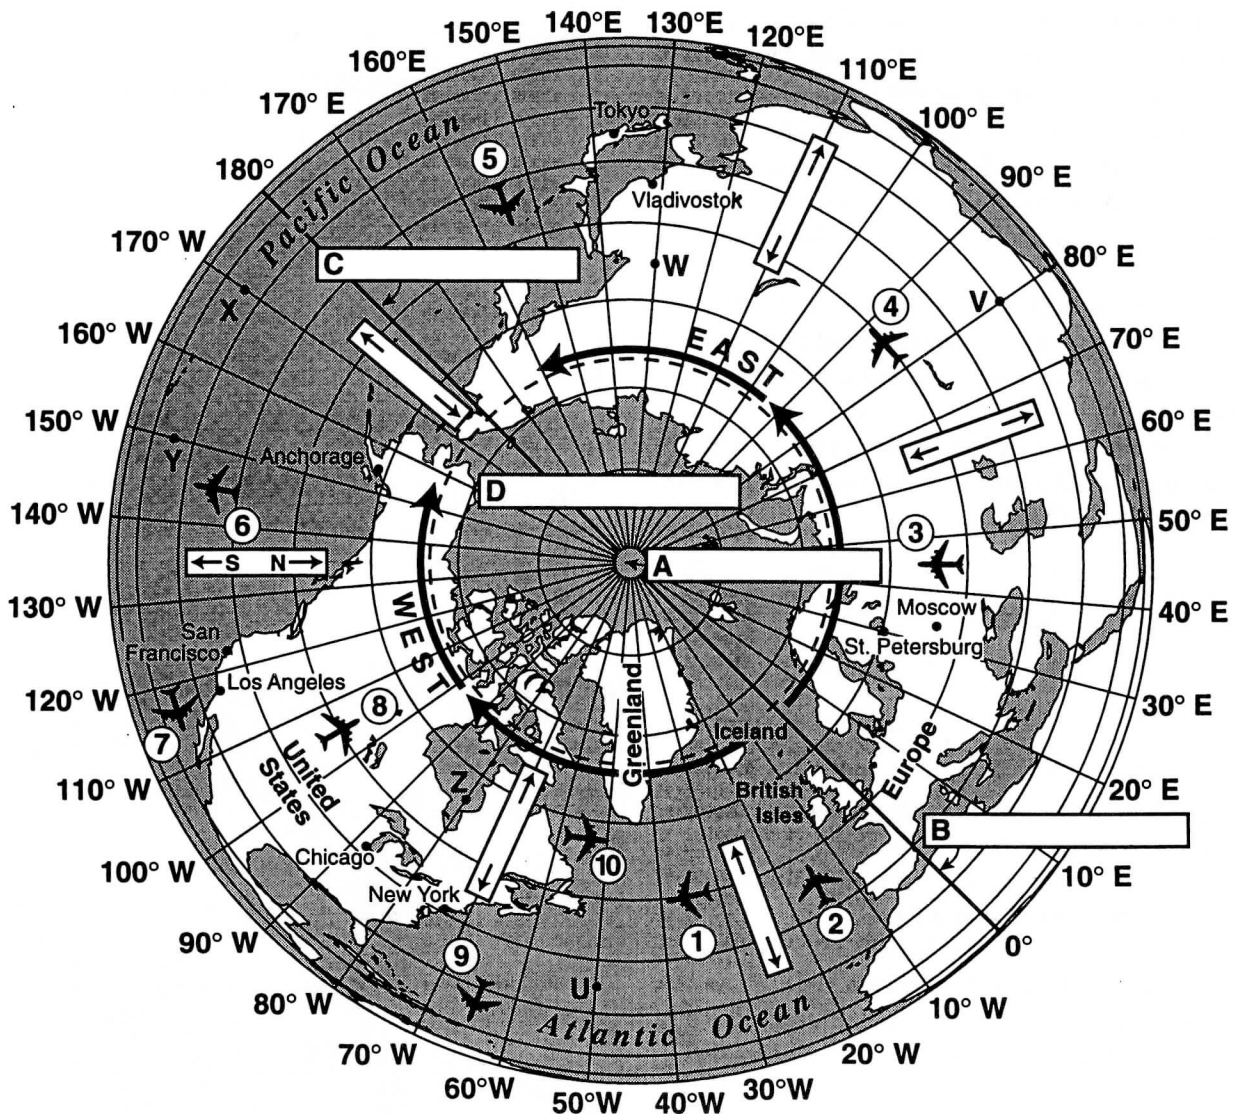 140°E
130°E
150°E
120°E
160°E
110°E
170° E
100° E
180°
90° E
170° W
80° E
160° W
70° E
150° W
60° E
140° W
50° E
130° W
40° E
120° W
30° E
110° W
20° E
100° W
10° E
90° W
0°
80° W
10° W
70° W
20° W
60°W
30°W
50°W
40°W
Pacific Ocean
Tokyo
5
Vladivostok
C
W
V
4
EAST
X
Y
Anchorage
6
D
3
S N
A
Moscow
St. Petersburg
San
Francisco
Los Angeles
WEST
7
8
United
States
Greenland
Iceland
Europe
Z
British
Isles
B
Chicago
10
New York
9
1
2
U
Atlantic Ocean